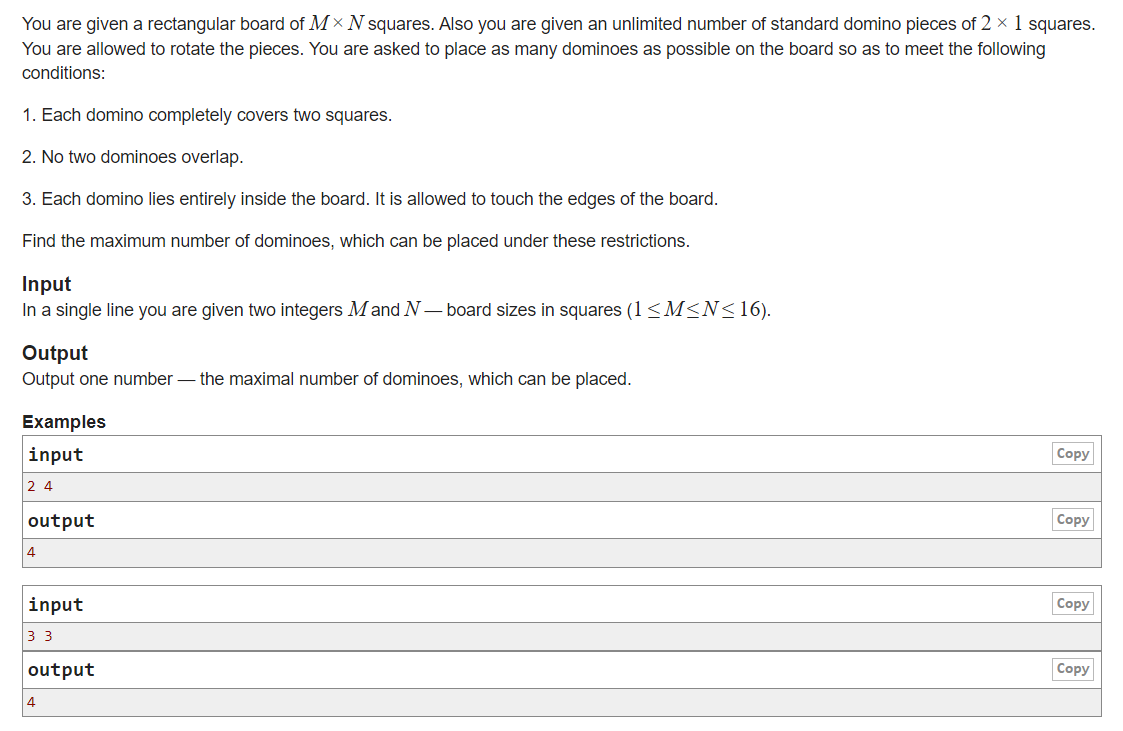 You are given a rectangular board of M × N squares. Also you are given an unlimited number of standard domino pieces of 2 × 1 squares.
You are allowed to rotate the pieces. You are asked to place as many dominoes as possible on the board so as to meet the following
conditions:
1. Each domino completely covers two squares.
2. No two dominoes overlap.
3. Each domino lies entirely inside the board. It is allowed to touch the edges of the board.
Find the maximum number of dominoes, which can be placed under these restrictions.
Input
In a single line you are given two integers M and N — board sizes in squares (1 ≤ M ≤ N ≤ 16).
Output
Output one number — the maximal number of dominoes, which can be placed.
Examples
input
Copy
2 4
output
Copy
4
input
Copy
3 3
output
Copy
4